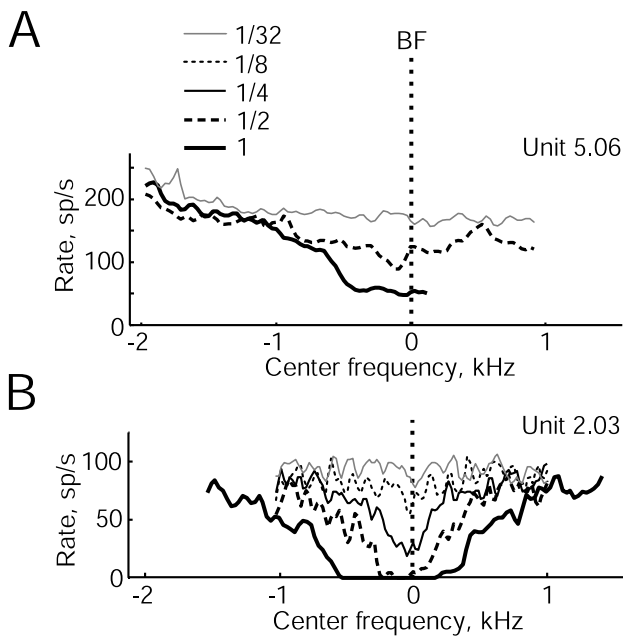 A
1/32
1/8
1/4
1/2
1
BF
Unit 5.06
Rate, sp/s
200
100
0
-2
-1
0
1
Center frequency, kHz
B
Unit 2.03
Rate, sp/s
100
50
0
-2
-1
0
1
Center frequency, kHz